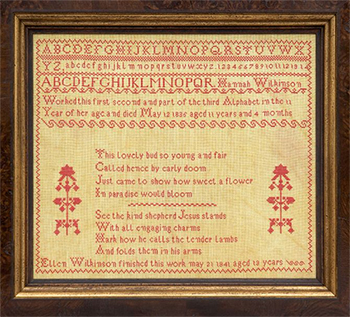 ABCDEFGHIJKLMNOPQRSTUVWXY
YZ abcdefghijklmnopqrstuvwxyz
ABCDEFGHIJKLMNOPQR Hannah Wilkinson
Worked this first second and part of the third Alphabet in the 11
Year of her age and died May 12 aged 11 years and 4 months
This lovely bud so young and fair
Called hence by early doom
Just came to show how sweet a flower
In paradise would bloom
See the kind shepherd Jesus stands
With all engaging charms
Hark how he calls the tender lambs
And folds them in his arms
Ellen Wilkinson finished this work may 21 1841 aged 13 years